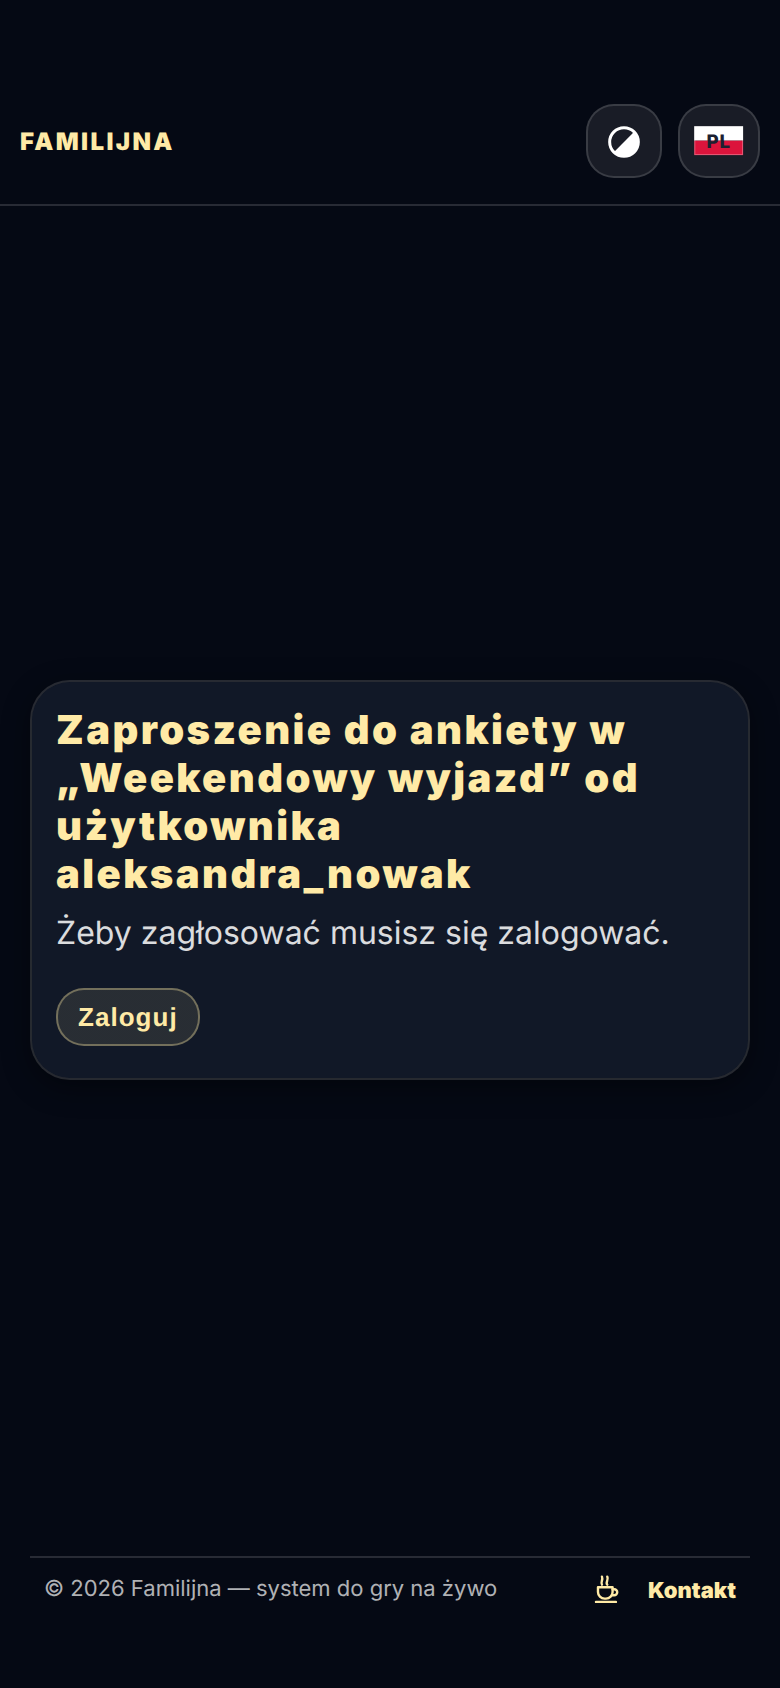 FAMILIJNA
PL
Zaproszenie do ankiety w
„Weekendowy wyjazd” od
użytkownika
aleksandra_nowak
Żeby zagłosować musisz się zalogować.
Zaloguj
© 2026 Familijna — system do gry na żywo
Kontakt